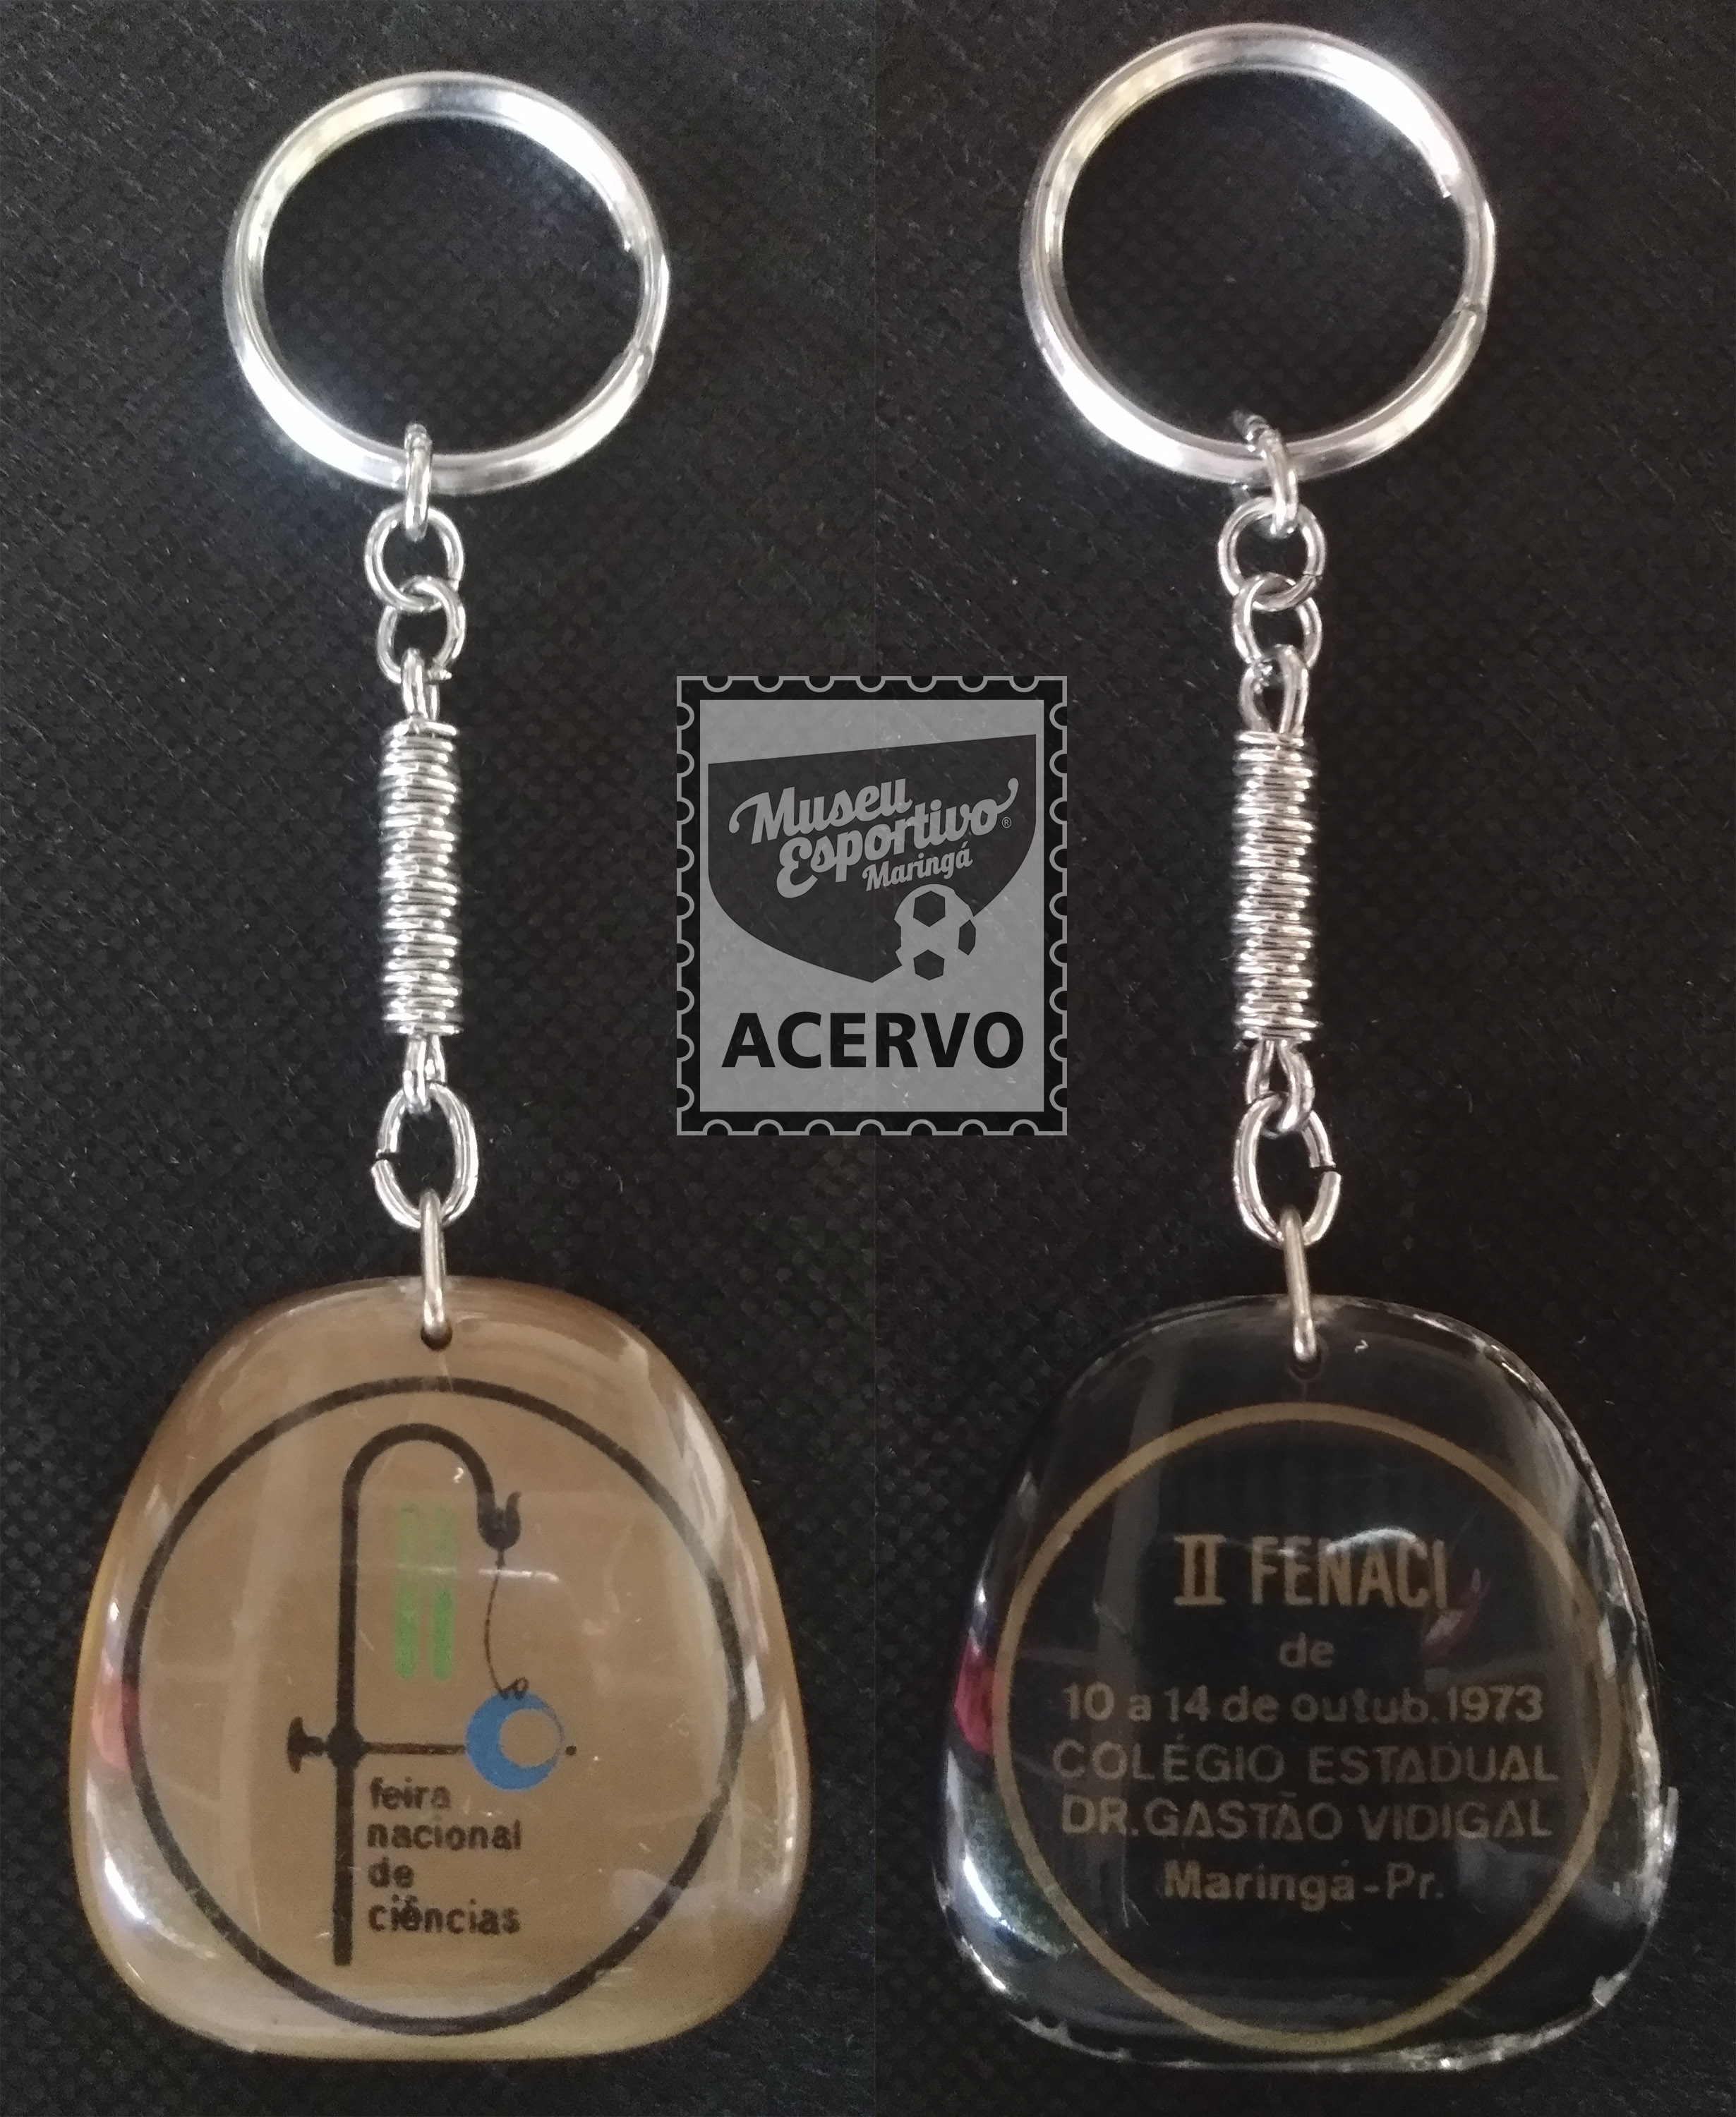 Museu
Esportivo®
Maringá
ACERVO
feira
nacional
de
ciências
II FENACI
de
10 a 14 de outub. 1973
COLÉGIO ESTADUAL
DR.GASTÃO VIDIGAL
Maringá-Pr.